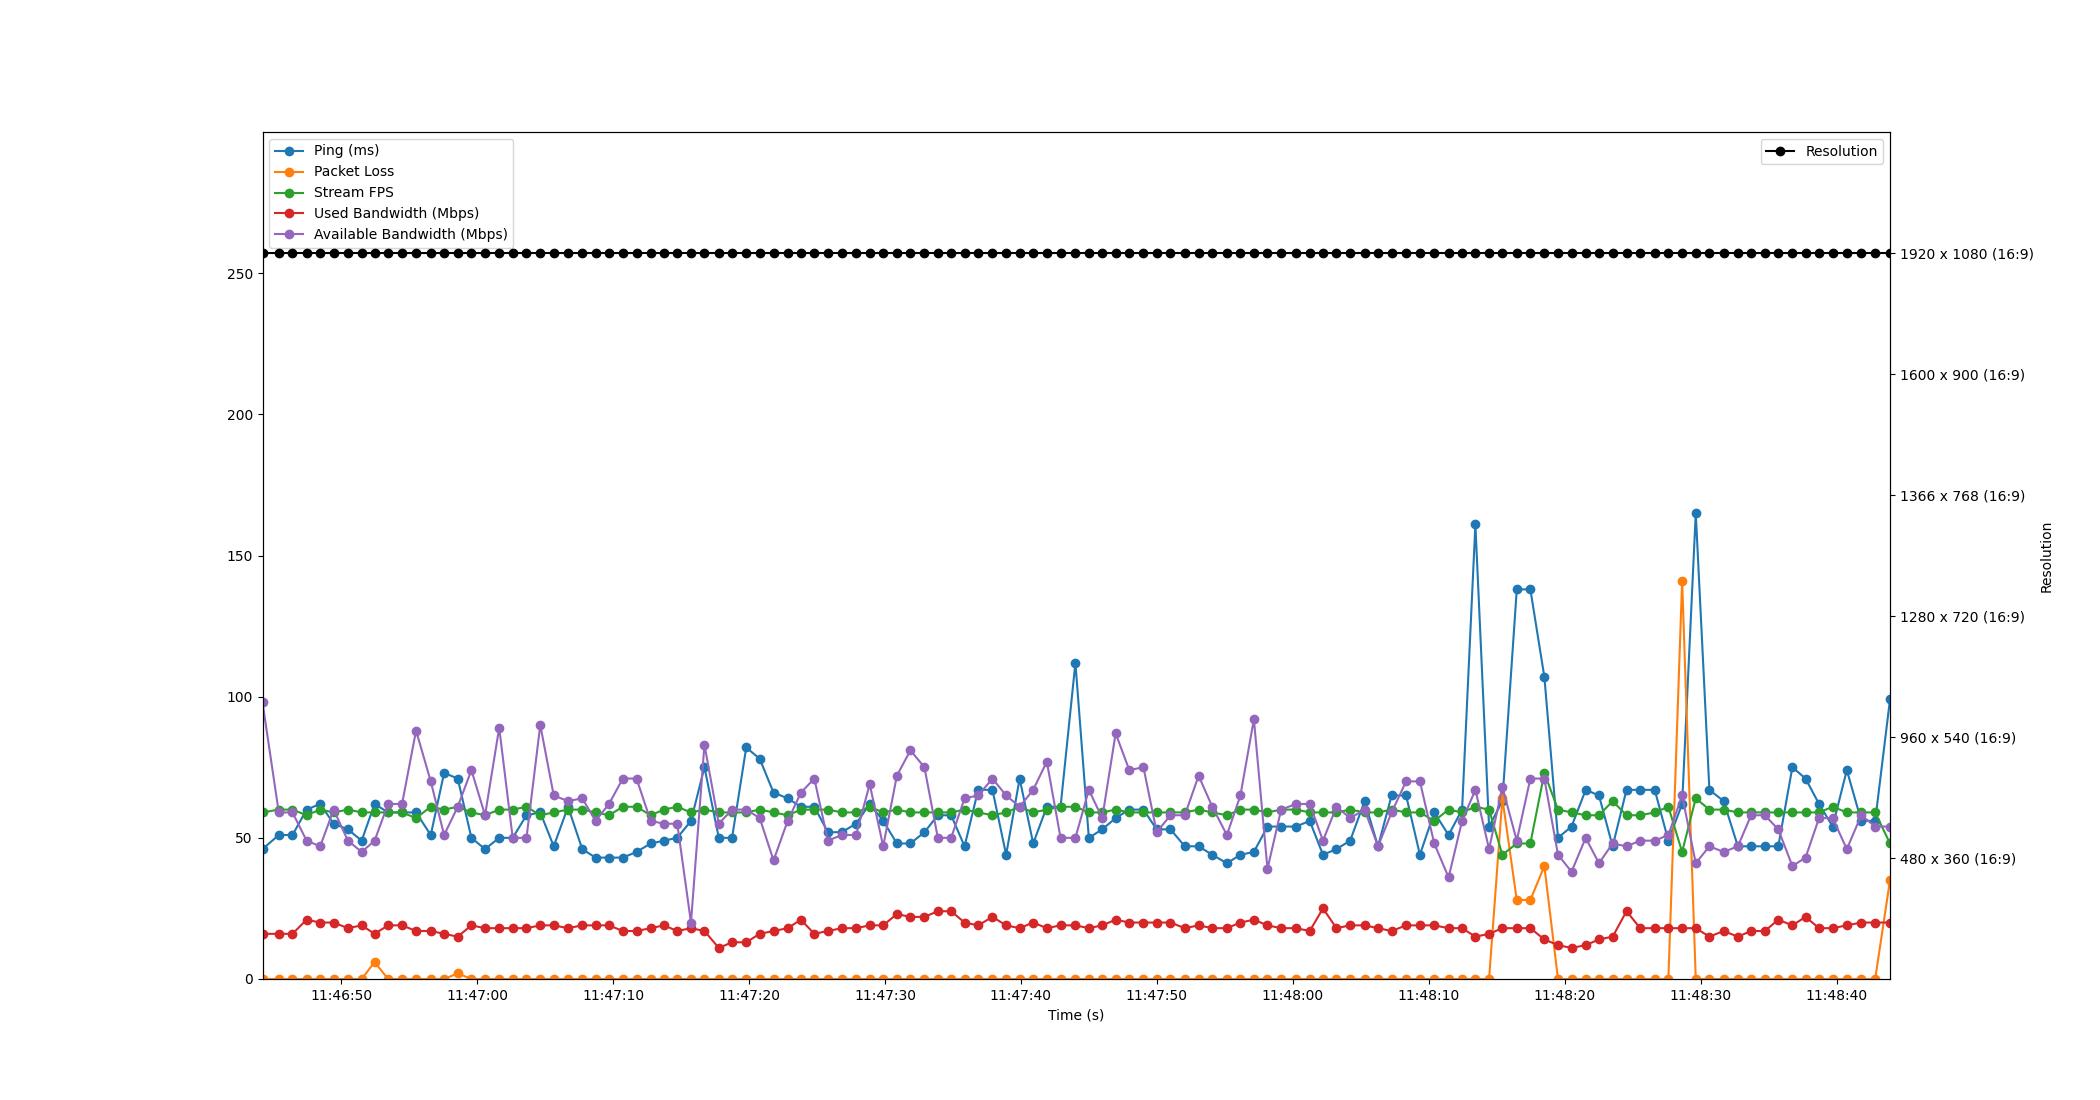 Ping (ms)
Packet Loss
Stream FPS
Used Bandwidth (Mbps)
Available Bandwidth (Mbps)
Resolution
250
200
150
100
50
0
1920 x 1080 (16:9)
1600 x 900 (16:9)
1366 x 768 (16:9)
1280 x 720 (16:9)
960 x 540 (16:9)
480 x 360 (16:9)
Resolution
11:46:50
11:47:00
11:47:10
11:47:20
11:47:30
11:47:40
11:47:50
11:48:00
11:48:10
11:48:20
11:48:30
11:48:40
Time (s)